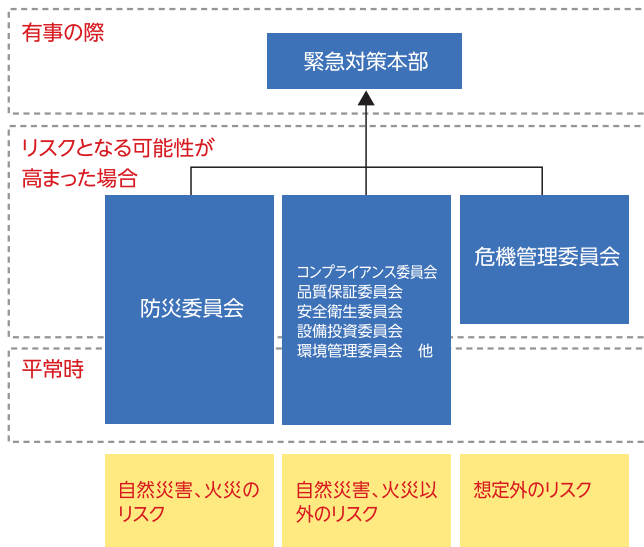 有事の際
緊急対策本部
リスクとなる可能性が
高まった場合
防災委員会
コンプライアンス委員会
品質保証委員会
安全衛生委員会
設備投資委員会
環境管理委員会　他
危機管理委員会
平常時
自然災害、火災の
リスク
自然災害、火災以
外のリスク
想定外のリスク